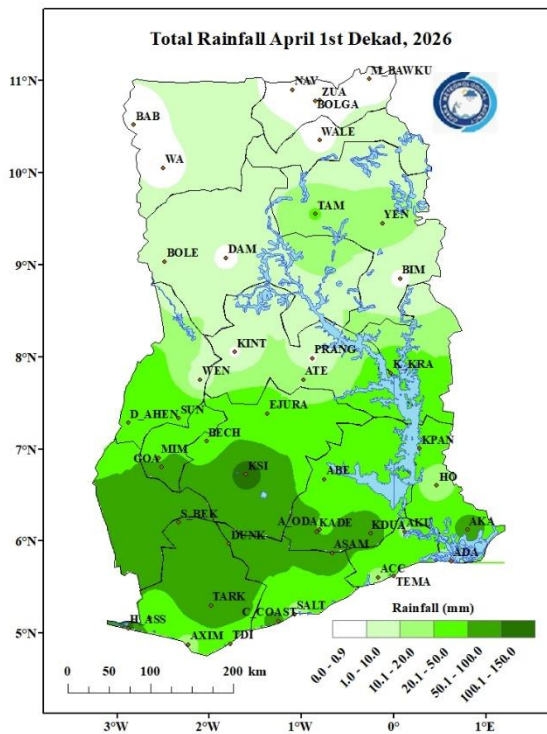 Total Rainfall April 1st Dekad, 2026
11°N
10°N
9°N
8°N
7°N
6°N
5°N
NAV
M_BAWKU
ZUA
BOLGA
BAB
WALE
WA
TAM
YEN
BOLE
DAM
BIM
KINT
PRANG
WEN
ATE
K_KRA
EJURA
D_AHEN
SUN
BECH
KPAN
MIM
GOA
KSI
ABE
HO
S_BEK
A_ODA
KADE
KDUA
AKU
AKA
DUNK
ASAM
ADA
ACC
TEMA
TARK
C_COAST
SALT
H_ASS
AXIM
TDI
Rainfall (mm)
0.0 - 0.9
1.0 - 10.0
10.1 - 20.0
20.1 - 50.0
50.1 - 100.0
100.1 - 150.0
0 50 100 200 km
3°W 2°W 1°W 0° 1°E